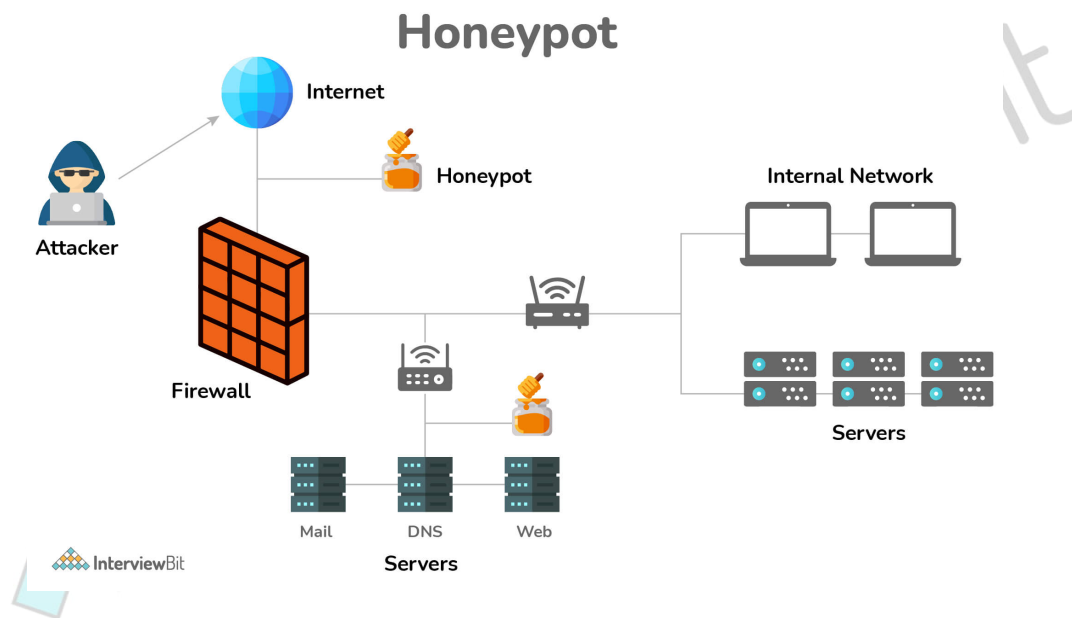 Honeypot
Internet
Honeypot
Internal Network
Attacker
Firewall
Servers
Mail
DNS
Web
Servers
InterviewBit